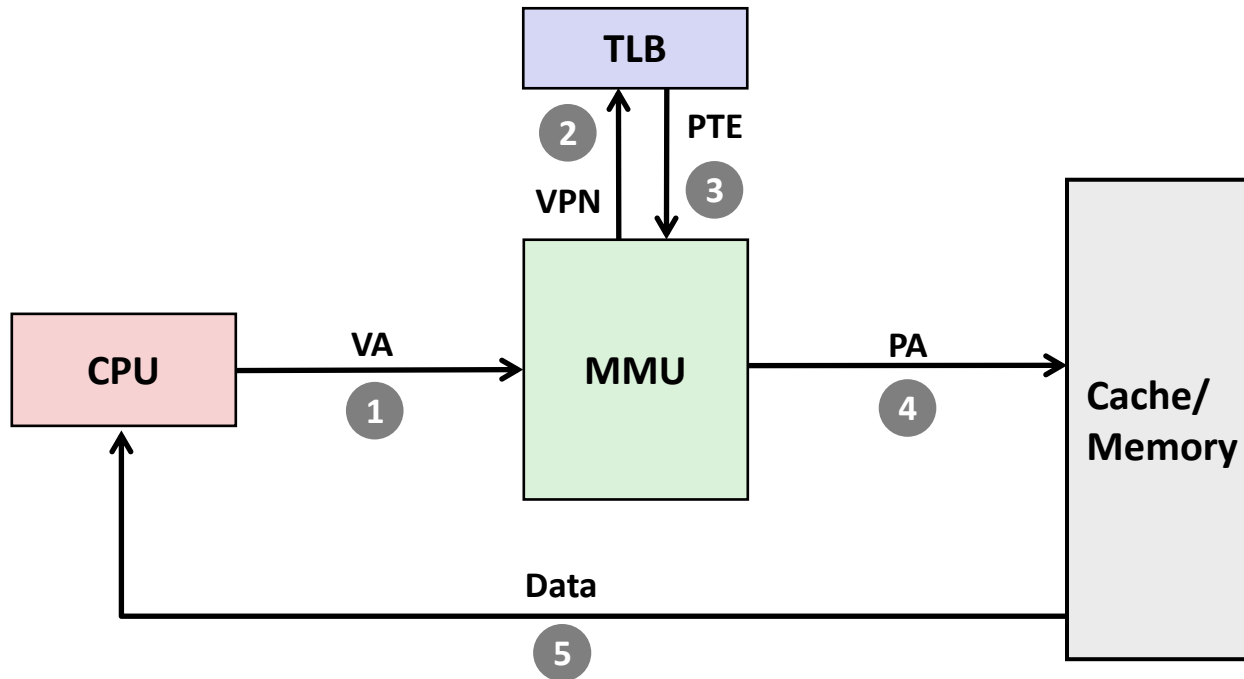 TLB
2
PTE
VPN
3
CPU
VA
1
MMU
PA
4
Cache/
Memory
Data
5